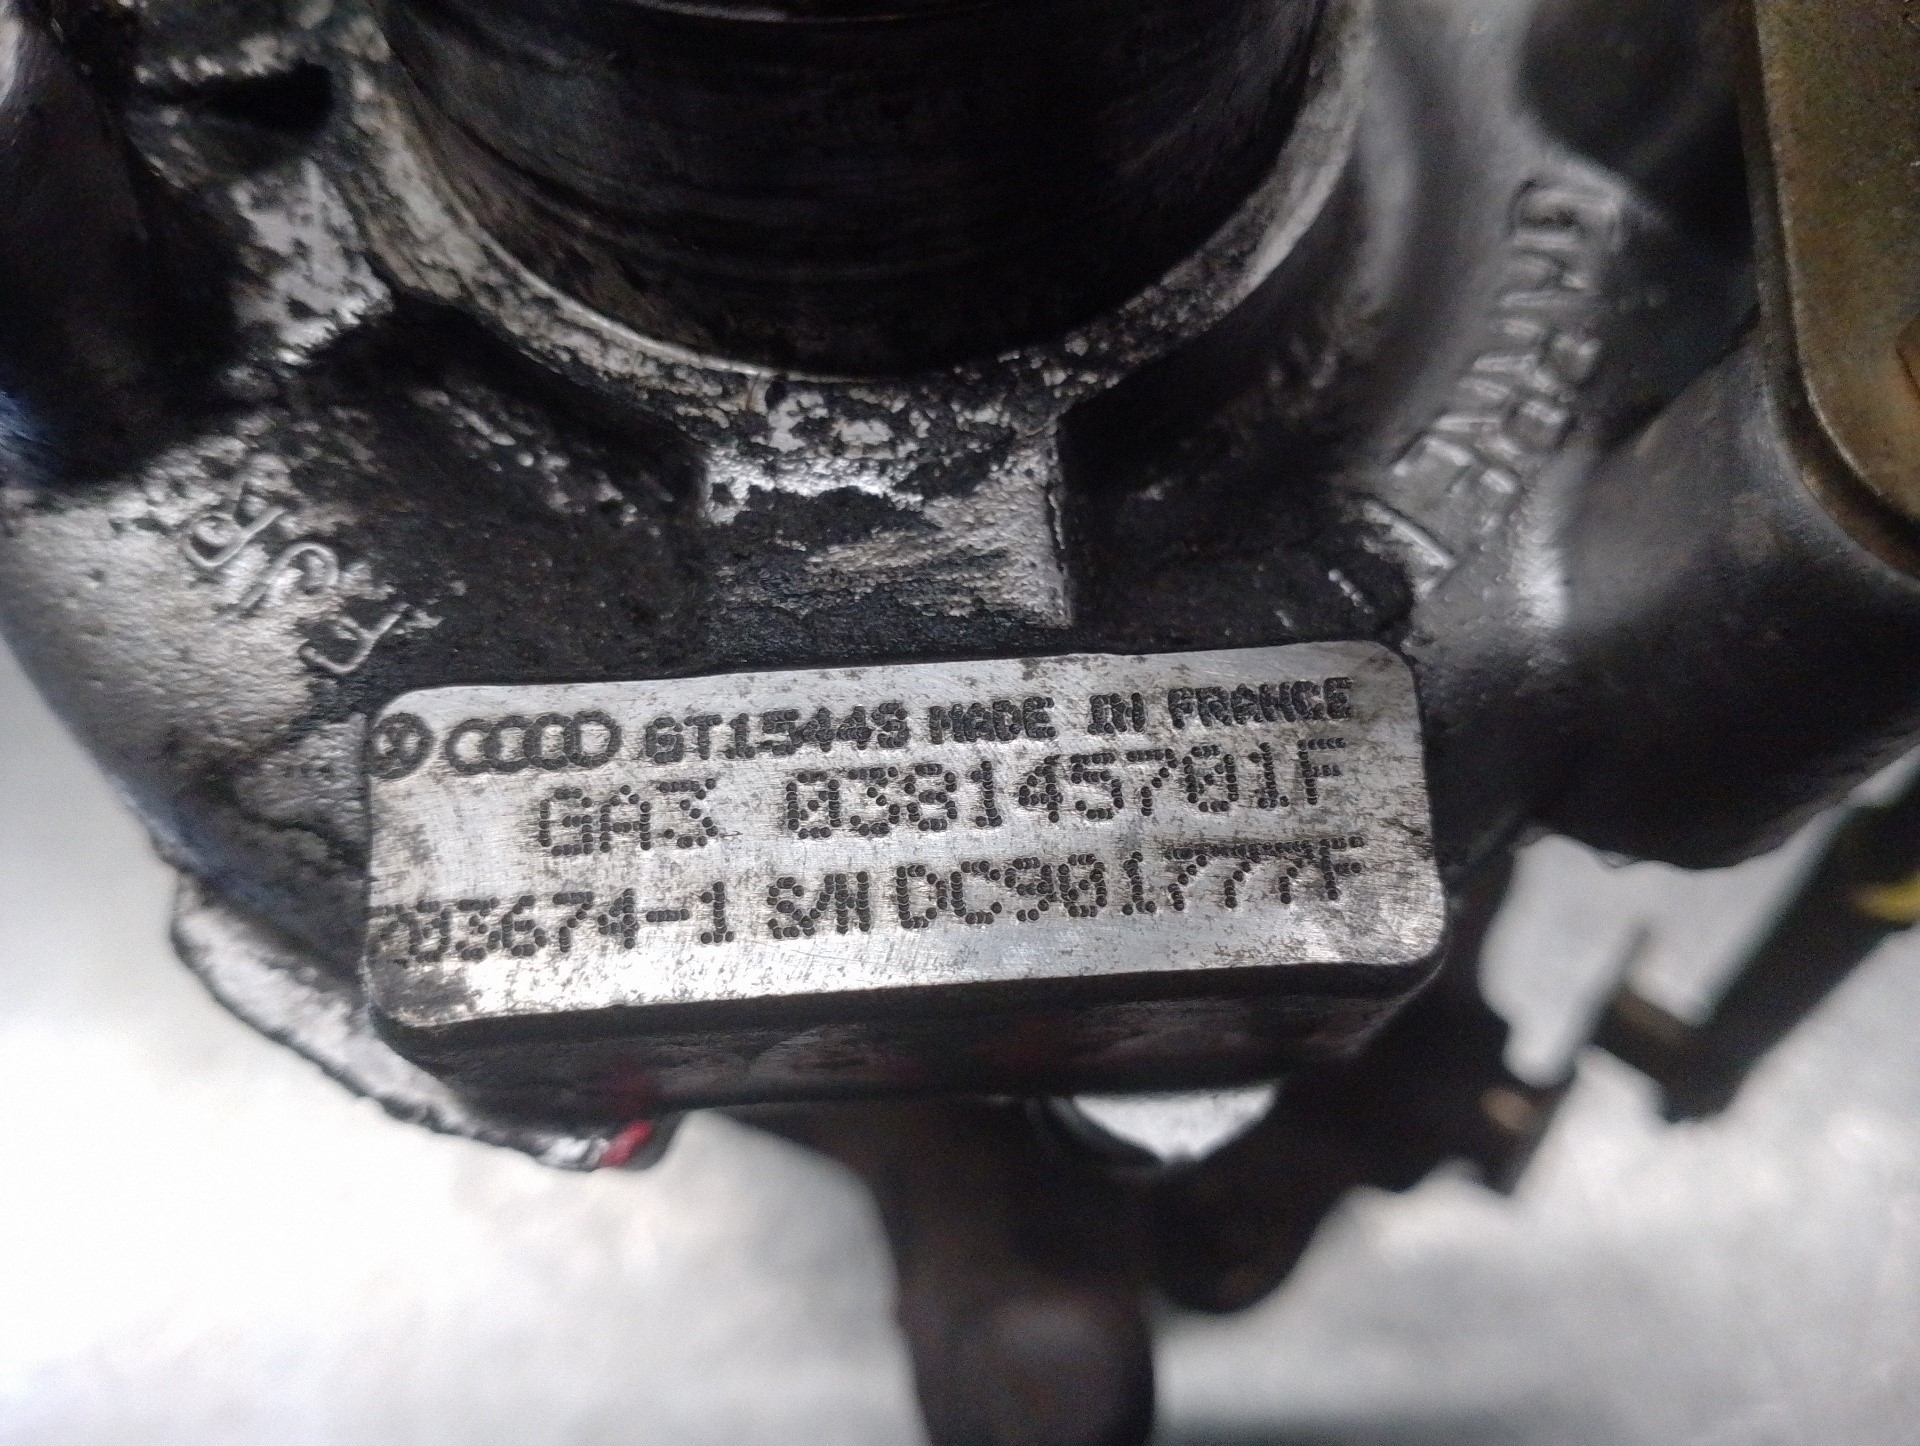 GT1544S MADE IN FRANCE
GA3 038145701F
703674-1 S/N DC901777F